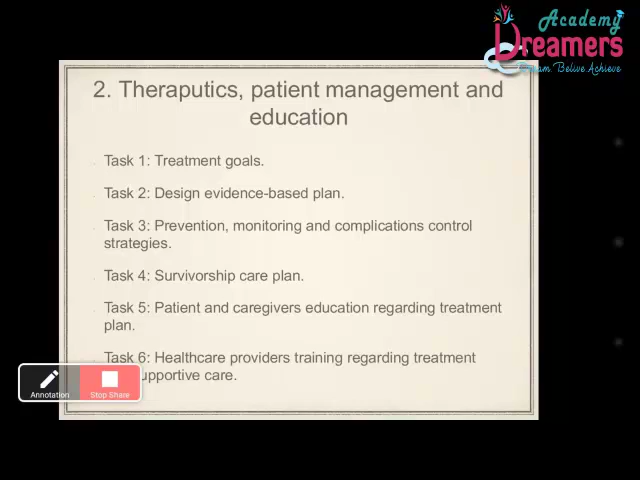 Academy
Dreamers
Belive Achieve
2. Theraputics, patient management and
education
Task 1: Treatment goals.
Task 2: Design evidence-based plan.
Task 3: Prevention, monitoring and complications control
strategies.
Task 4: Survivorship care plan.
Task 5: Patient and caregivers education regarding treatment
plan.
Task 6: Healthcare providers training regarding treatment
upportive care.
Annotation
Stop Share